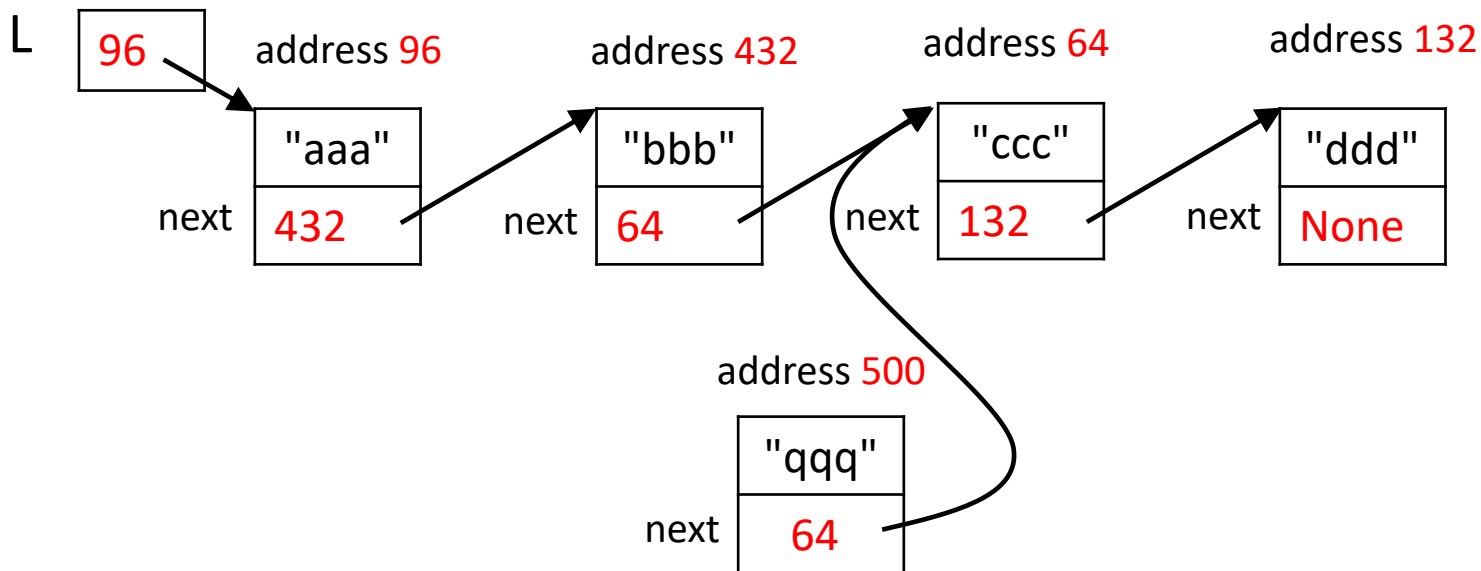 L
96
address 96
address 432
address 64
address 132
"aaa"
"bbb"
"ccc"
"ddd"
next
432
next
64
next
132
next
None
address 500
"qqq"
next
64